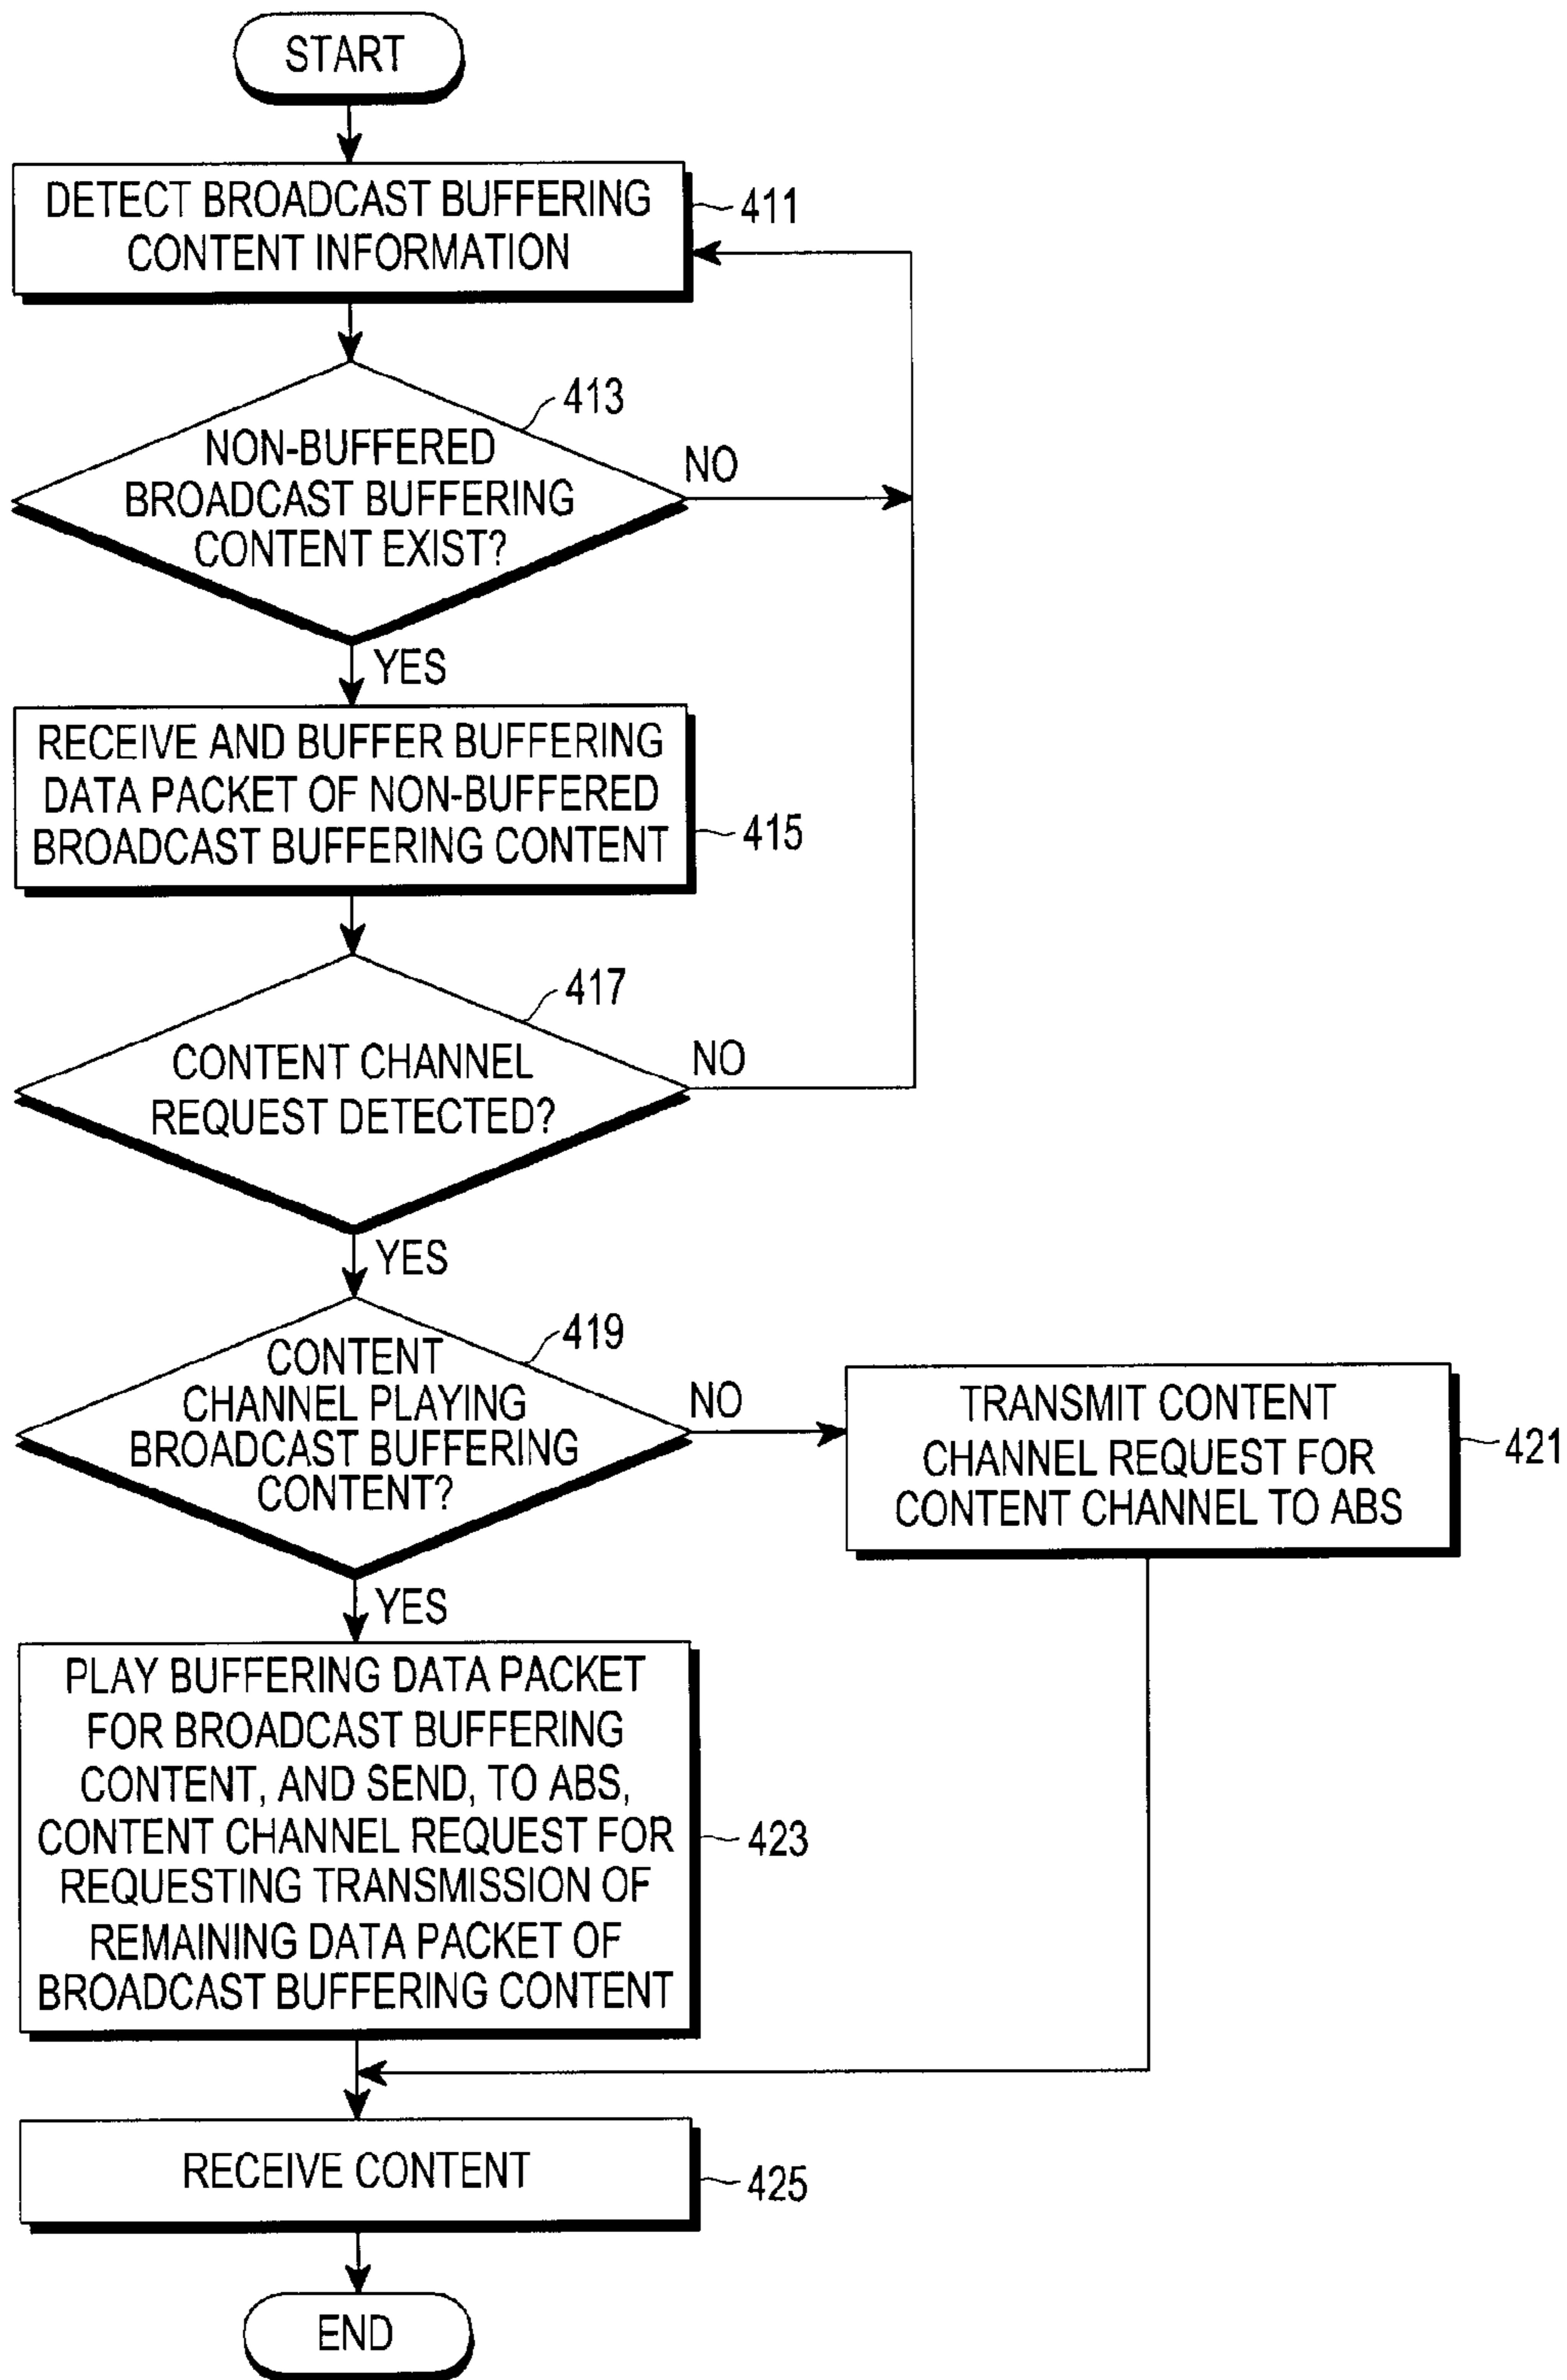 START
DETECT BROADCAST BUFFERING
CONTENT INFORMATION
411
413
NON-BUFFERED
BROADCAST BUFFERING
CONTENT EXIST?
NO
YES
RECEIVE AND BUFFER BUFFERING
DATA PACKET OF NON-BUFFERED
BROADCAST BUFFERING CONTENT
415
417
CONTENT CHANNEL
REQUEST DETECTED?
NO
YES
419
CONTENT
CHANNEL PLAYING
BROADCAST BUFFERING
CONTENT?
NO
TRANSMIT CONTENT
CHANNEL REQUEST FOR
CONTENT CHANNEL TO ABS
421
YES
PLAY BUFFERING DATA PACKET
FOR BROADCAST BUFFERING
CONTENT, AND SEND, TO ABS,
CONTENT CHANNEL REQUEST FOR
REQUESTING TRANSMISSION OF
REMAINING DATA PACKET OF
BROADCAST BUFFERING CONTENT
423
RECEIVE CONTENT
425
END